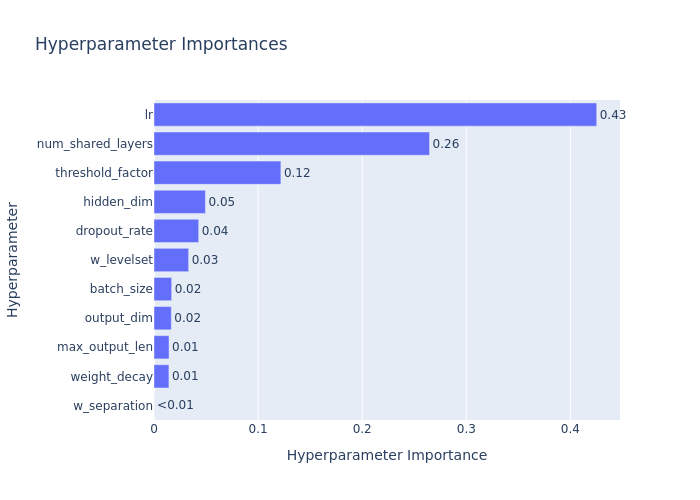 Hyperparameter Importances
lr 0.43
num_shared_layers 0.26
threshold_factor 0.12
hidden_dim 0.05
dropout_rate 0.04
w_levelset 0.03
batch_size 0.02
output_dim 0.02
max_output_len 0.01
weight_decay 0.01
w_separation <0.01
0 0.1 0.2 0.3 0.4
Hyperparameter Importance
Hyperparameter